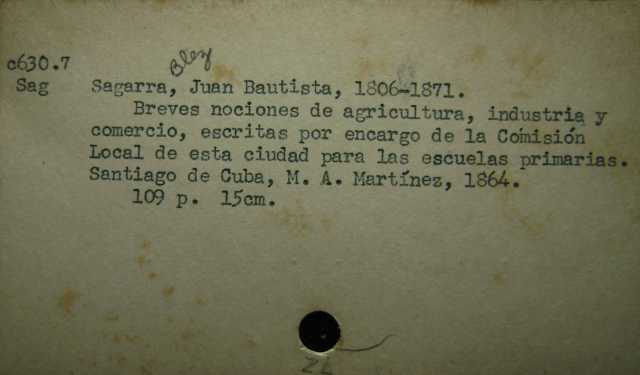 Blez
c630.7
Sag Sagarra, Juan Bautista, 1806-1871.
Breves nociones de agricultura, industria y
comercio, escritas por encargo de la Comisión
Local de esta ciudad para las escuelas primarias.
Santiago de Cuba, M. A. Martínez, 1864.
109 p. 15cm.